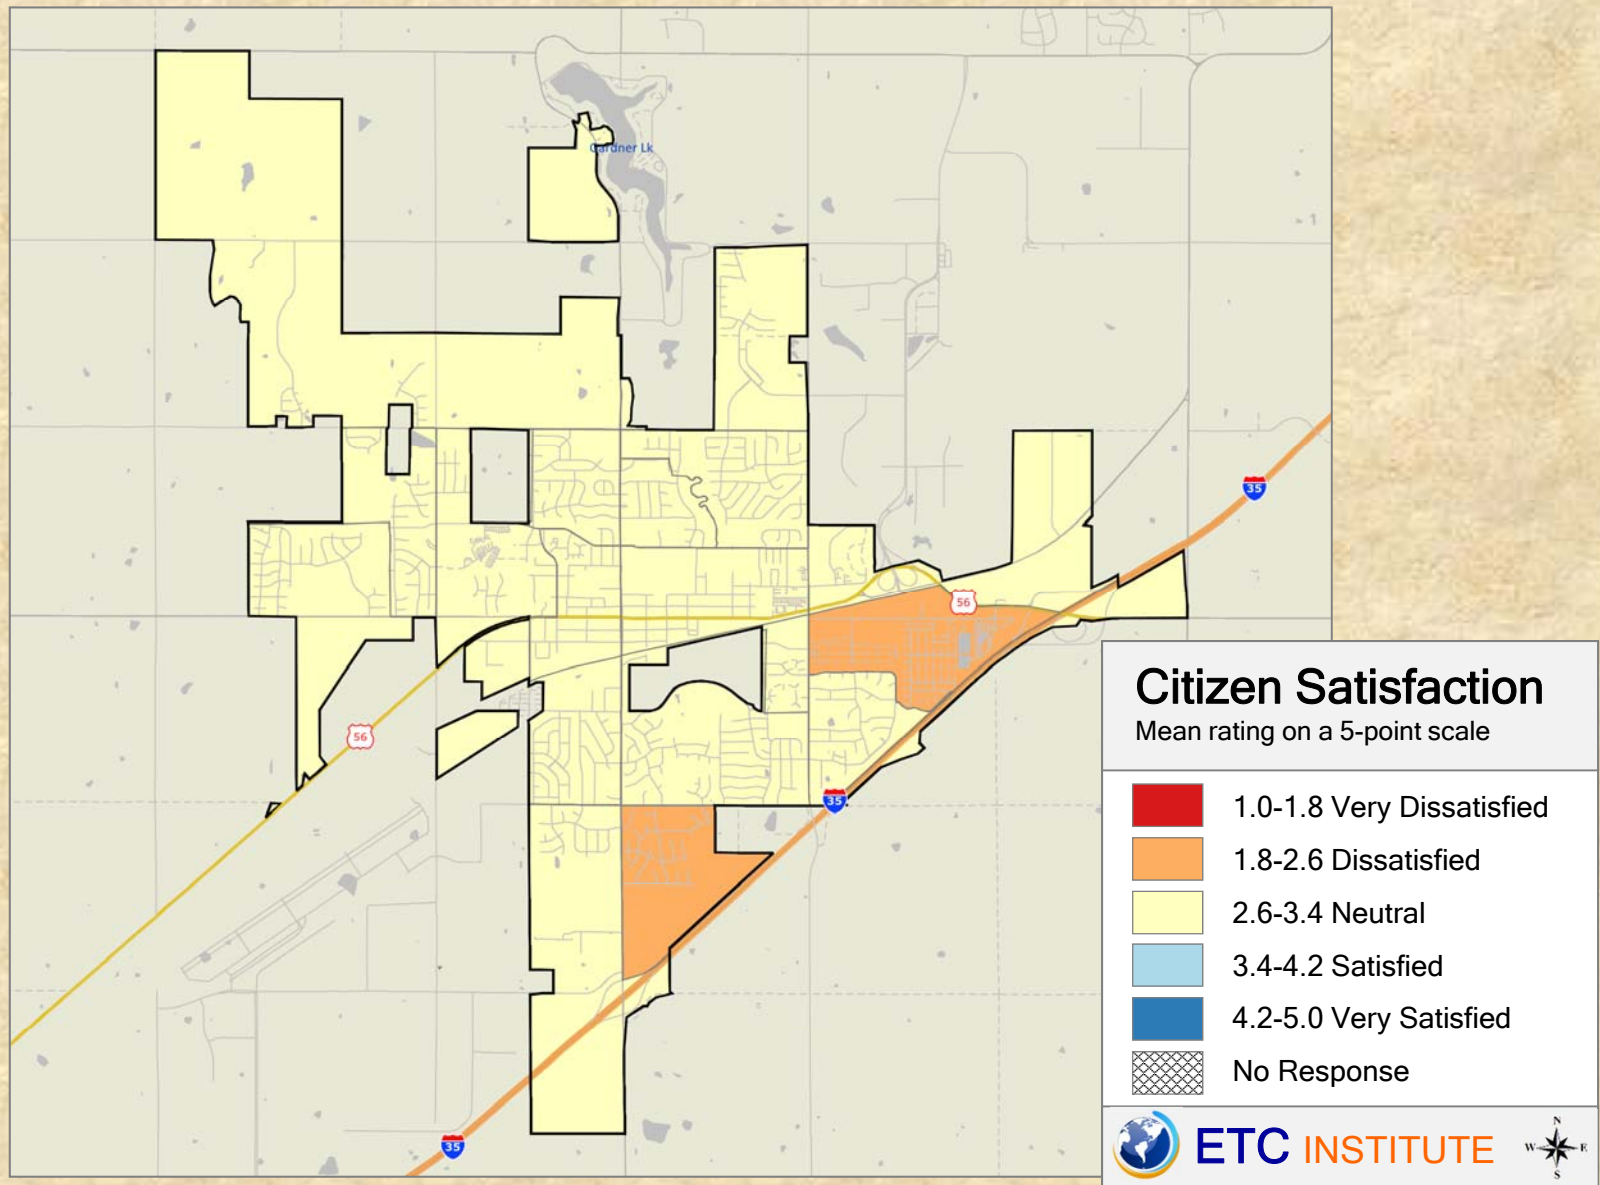 Gardner Lk
1
35
56
56
35
35
Citizen Satisfaction
Mean rating on a 5-point scale
1.0-1.8 Very Dissatisfied
1.8-2.6 Dissatisfied
2.6-3.4 Neutral
3.4-4.2 Satisfied
4.2-5.0 Very Satisfied
No Response
ETC INSTITUTE
N
W E
S